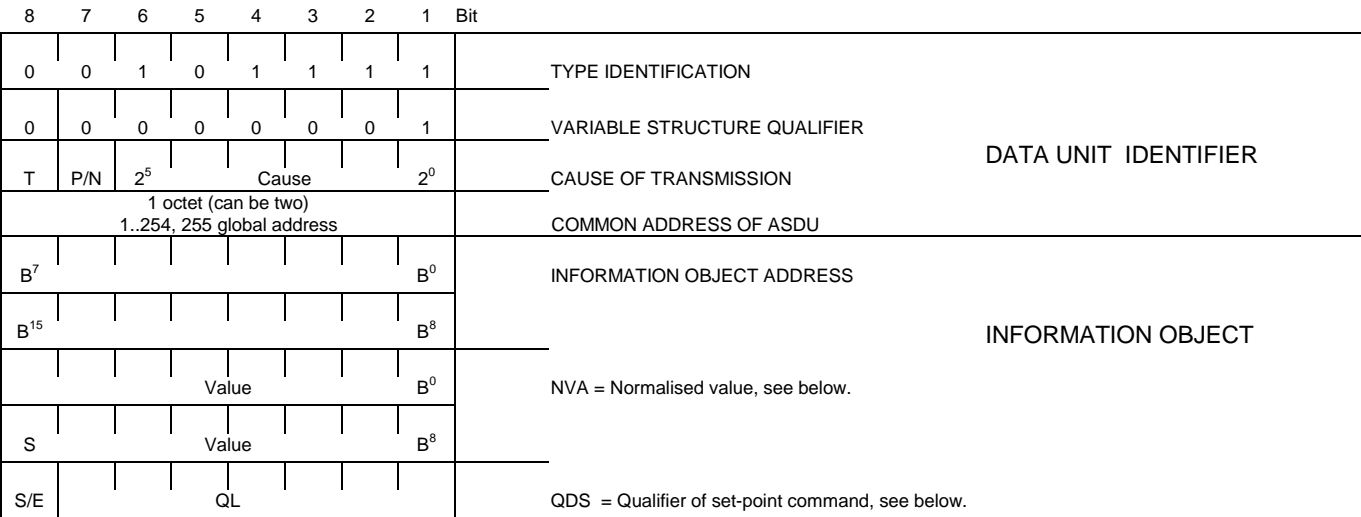 8 7 6 5 4 3 2 1 Bit
0 0 1 0 1 1 1 1 TYPE IDENTIFICATION
0 0 0 0 0 0 0 1 VARIABLE STRUCTURE QUALIFIER
DATA UNIT IDENTIFIER
T P/N 2⁵ Cause 2⁰ CAUSE OF TRANSMISSION
1 octet (can be two)
1..254, 255 global address COMMON ADDRESS OF ASDU
B⁷ B⁰ INFORMATION OBJECT ADDRESS
B¹⁵ B⁸ INFORMATION OBJECT
Value B⁰ NVA = Normalised value, see below.
S Value B⁸
S/E QL QDS = Qualifier of set-point command, see below.